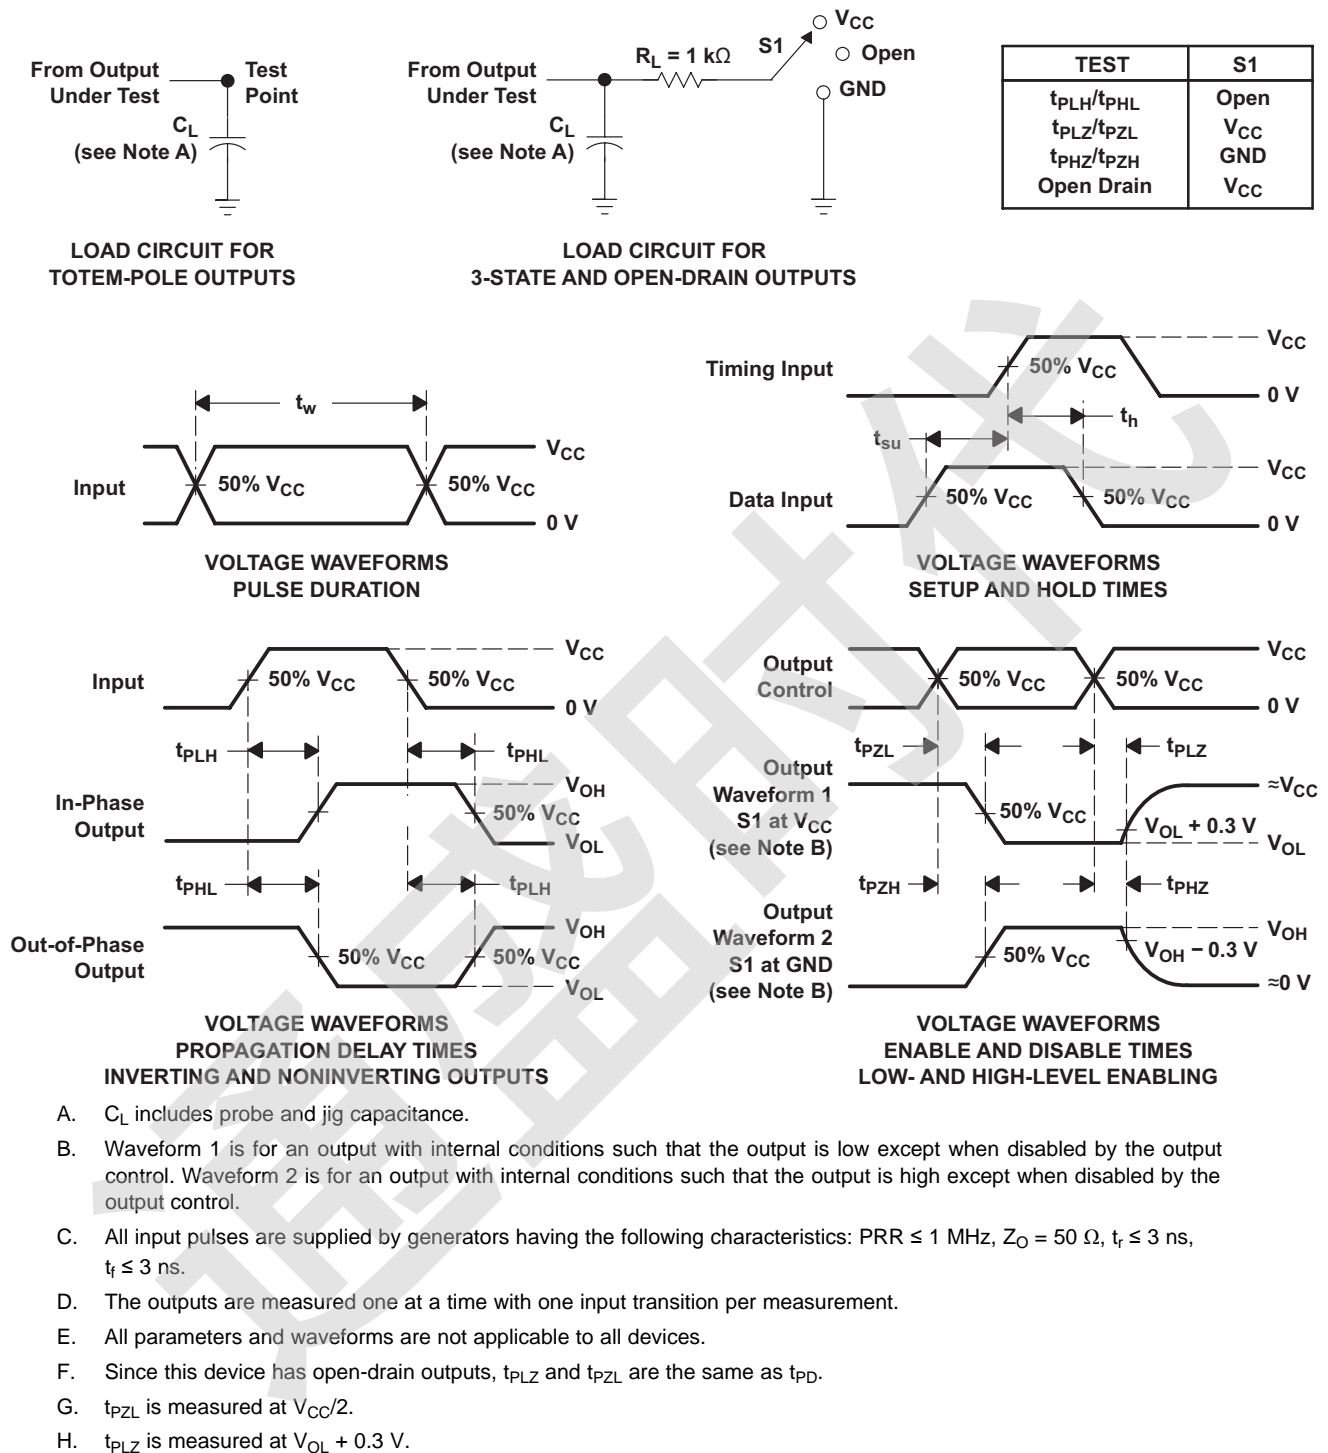 From Output
Under Test
Test
Point
CL
(see Note A)
LOAD CIRCUIT FOR
TOTEM-POLE OUTPUTS
From Output
Under Test
RL = 1 kΩ
S1
VCC
Open
GND
CL
(see Note A)
LOAD CIRCUIT FOR
3-STATE AND OPEN-DRAIN OUTPUTS
TEST S1
tPLH/tPHL Open
tPLZ/tPZL VCC
tPHZ/tPZH GND
Open Drain VCC
tw
Input
50% VCC
50% VCC
VCC
0 V
VOLTAGE WAVEFORMS
PULSE DURATION
Timing Input
50% VCC
VCC
0 V
th
tsu
Data Input
50% VCC
50% VCC
VCC
0 V
VOLTAGE WAVEFORMS
SETUP AND HOLD TIMES
Input
50% VCC
50% VCC
VCC
0 V
tPLH
tPHL
In-Phase
Output
VOH
50% VCC
VOL
tPHL
tPLH
Out-of-Phase
Output
50% VCC
VOH
50% VCC
VOL
VOLTAGE WAVEFORMS
PROPAGATION DELAY TIMES
INVERTING AND NONINVERTING OUTPUTS
Output
Control
50% VCC
50% VCC
VCC
0 V
tPZL
tPLZ
Output
Waveform 1
S1 at VCC
(see Note B)
50% VCC
≈VCC
VOL + 0.3 V
VOL
tPZH
tPHZ
Output
Waveform 2
S1 at GND
(see Note B)
50% VCC
VOH
VOH − 0.3 V
≈0 V
VOLTAGE WAVEFORMS
ENABLE AND DISABLE TIMES
LOW- AND HIGH-LEVEL ENABLING
A. CL includes probe and jig capacitance.
B. Waveform 1 is for an output with internal conditions such that the output is low except when disabled by the output
control. Waveform 2 is for an output with internal conditions such that the output is high except when disabled by the
output control.
C. All input pulses are supplied by generators having the following characteristics: PRR ≤ 1 MHz, ZO = 50 Ω, tr ≤ 3 ns,
tf ≤ 3 ns.
D. The outputs are measured one at a time with one input transition per measurement.
E. All parameters and waveforms are not applicable to all devices.
F. Since this device has open-drain outputs, tPLZ and tPZL are the same as tPD.
G. tPZL is measured at VCC/2.
H. tPLZ is measured at VOL + 0.3 V.
通盛时代